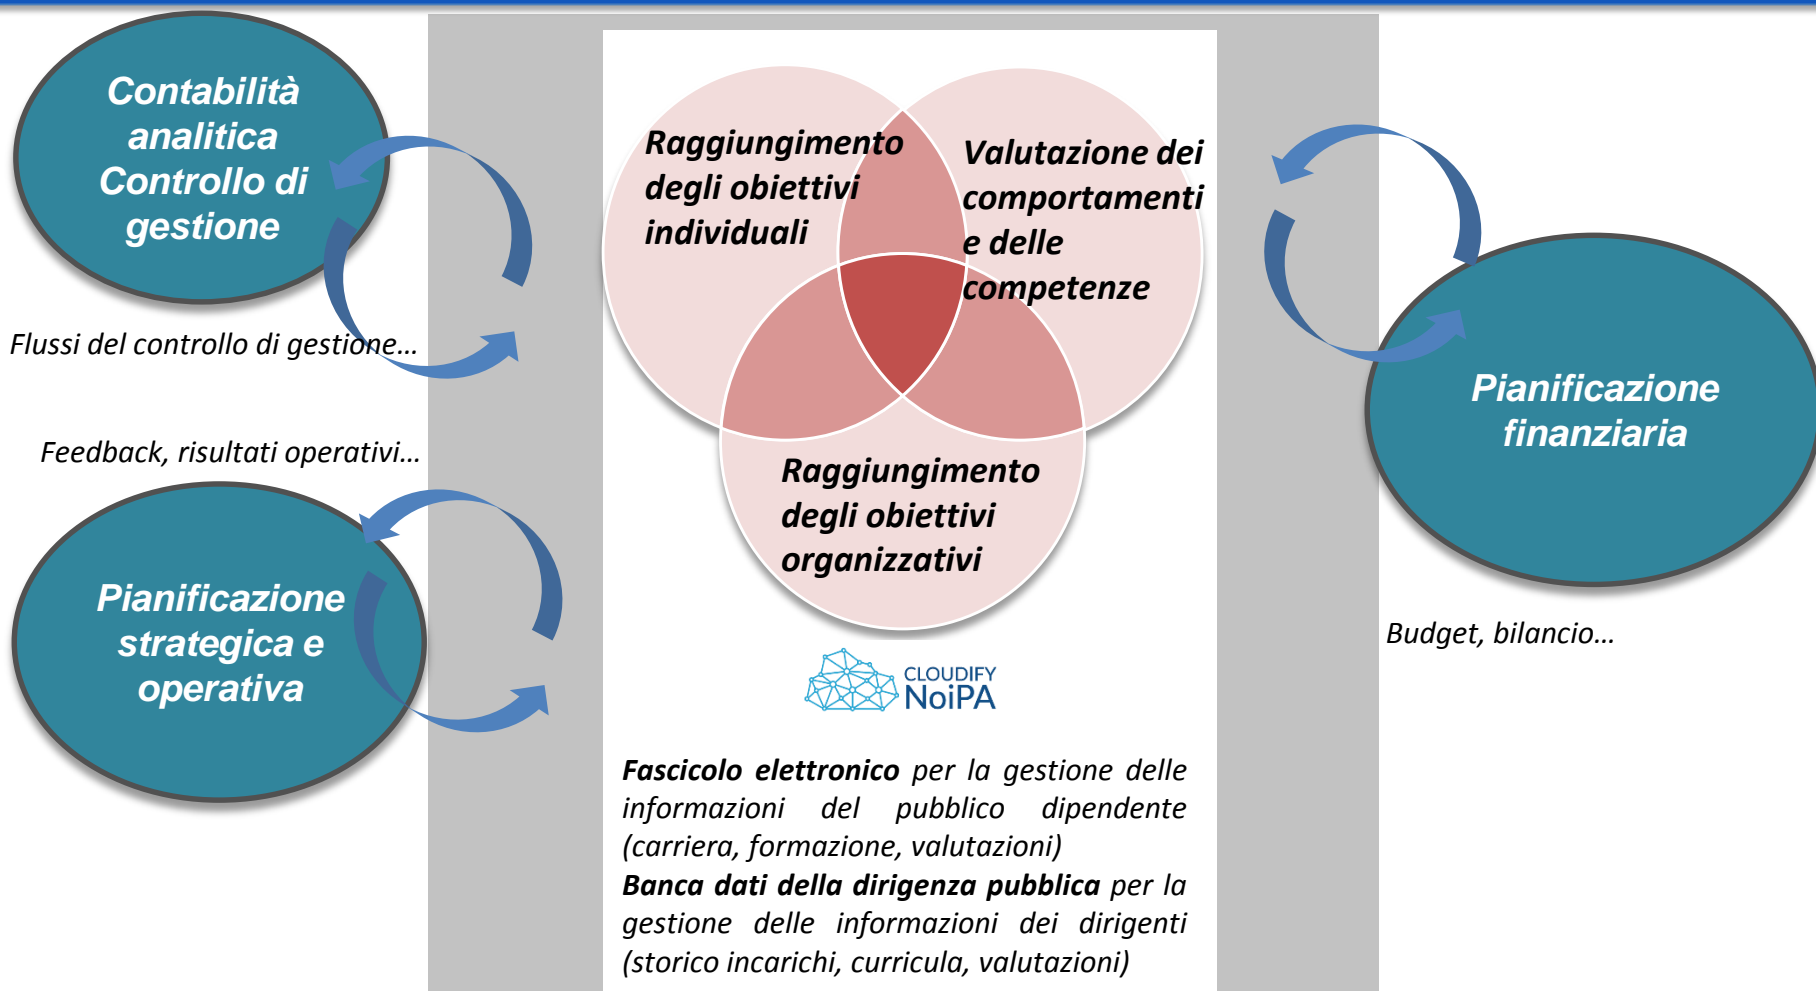 Contabilità
analitica
Controllo di
gestione
Flussi del controllo di gestione...
Feedback, risultati operativi...
Pianificazione
strategica e
operativa
Raggiungimento
degli obiettivi
individuali
Valutazione dei
comportamenti
e delle
competenze
Raggiungimento
degli obiettivi
organizzativi
CLOUDIFY
NoiPA
Fascicolo elettronico per la gestione delle
informazioni del pubblico dipendente
(carriera, formazione, valutazioni)
Banca dati della dirigenza pubblica per la
gestione delle informazioni dei dirigenti
(storico incarichi, curricula, valutazioni)
Pianificazione
finanziaria
Budget, bilancio...